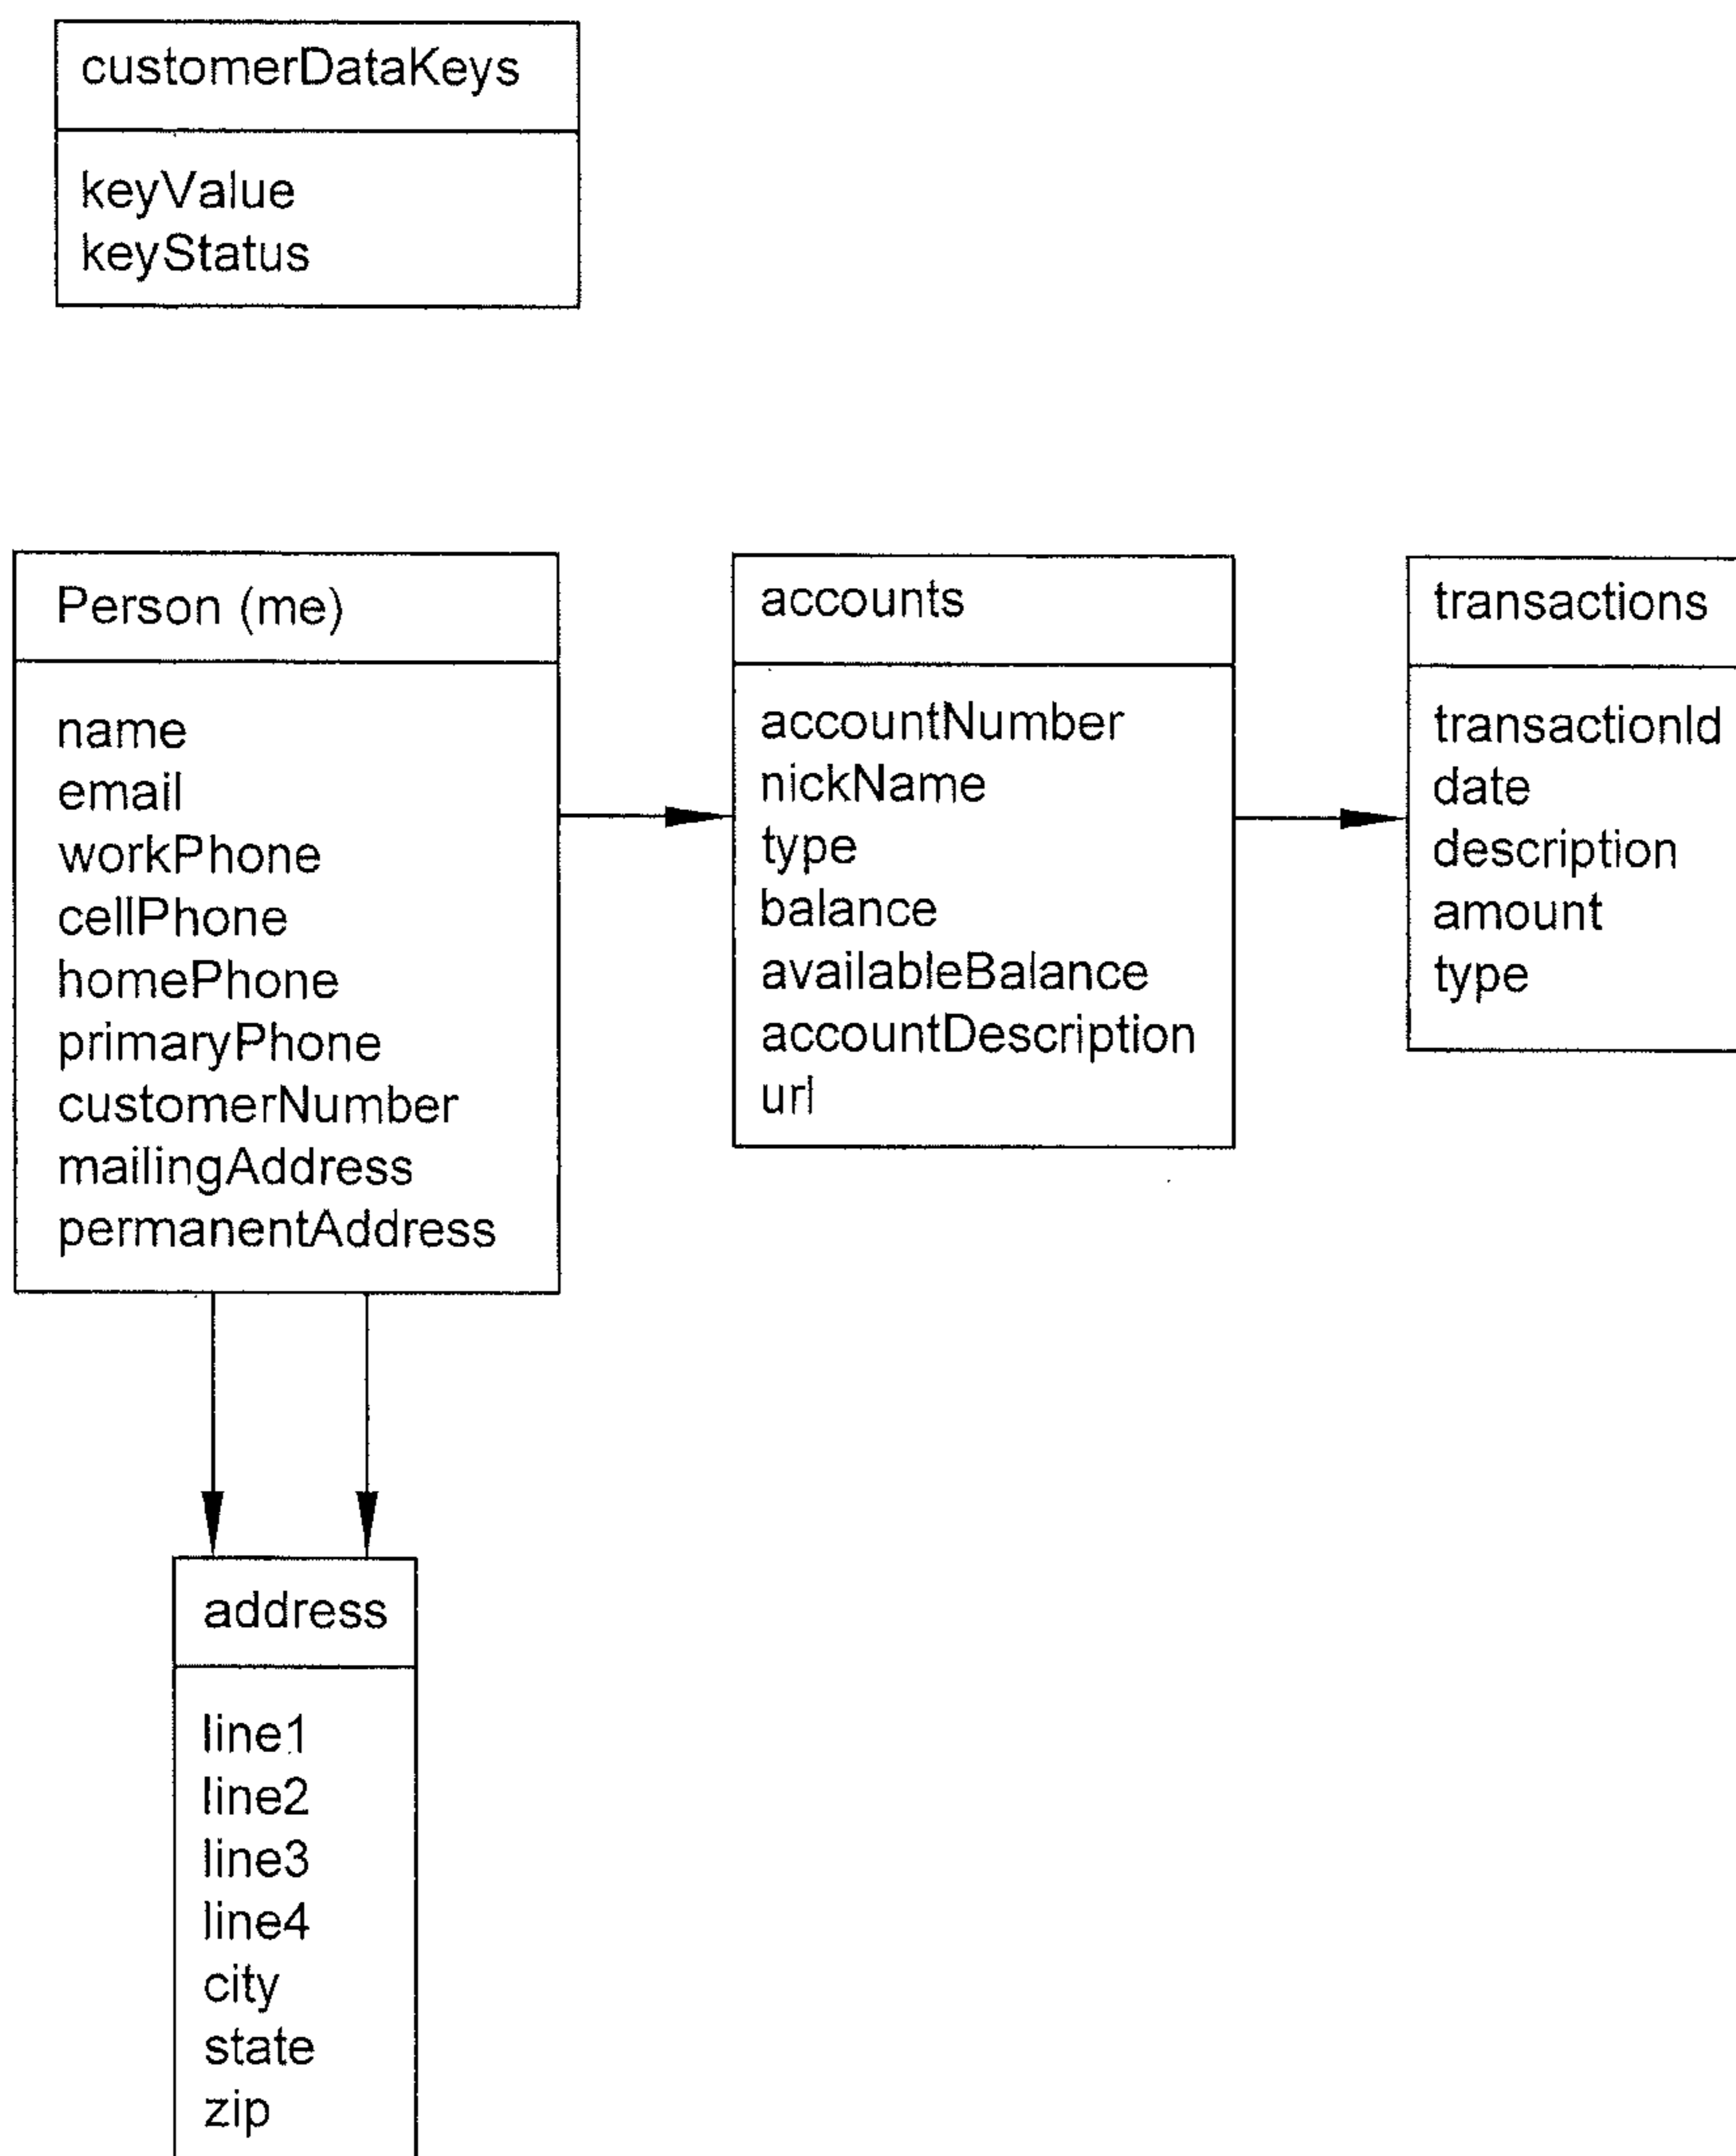 customerDataKeys
keyValue
keyStatus
Person (me)
name
email
workPhone
cellPhone
homePhone
primaryPhone
customerNumber
mailingAddress
permanentAddress
accounts
accountNumber
nickName
type
balance
availableBalance
accountDescription
url
transactions
transactionId
date
description
amount
type
address
line1
line2
line3
line4
city
state
zip